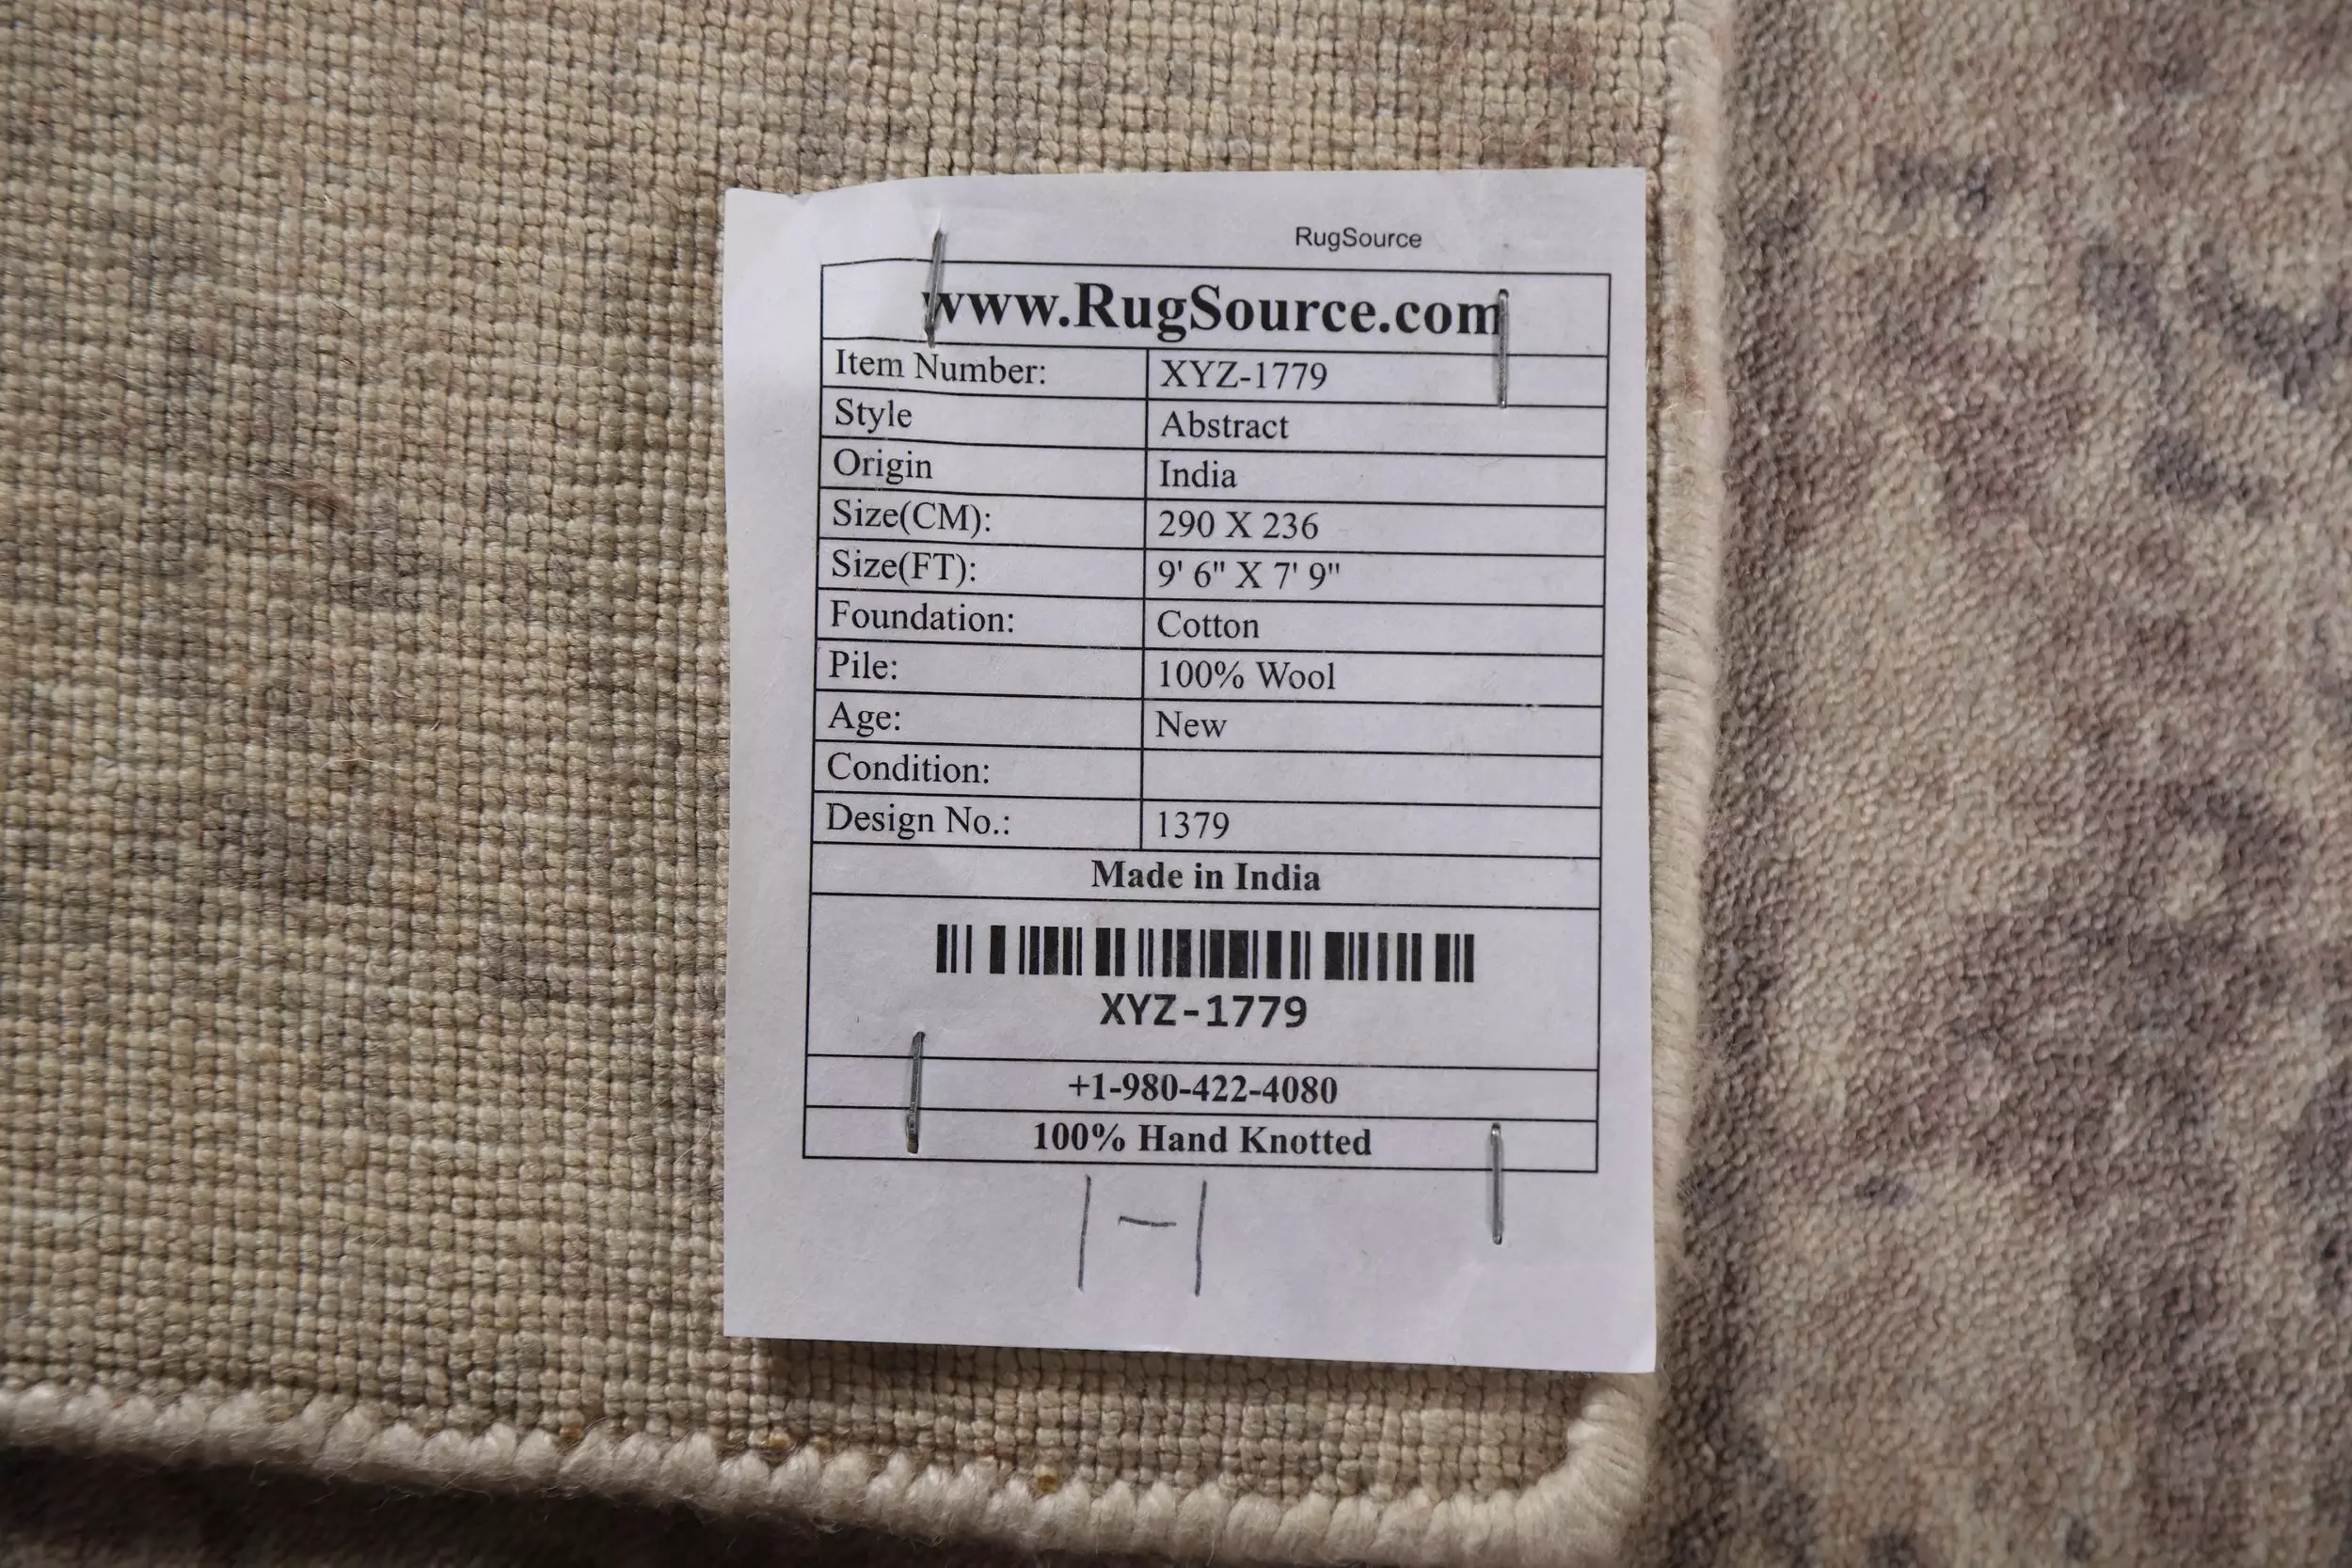 RugSource
www.RugSource.com
Item Number: XYZ-1779
Style Abstract
Origin India
Size(CM): 290 X 236
Size(FT): 9' 6" X 7' 9"
Foundation: Cotton
Pile: 100% Wool
Age: New
Condition:
Design No.: 1379
Made in India
XYZ-1779
+1-980-422-4080
100% Hand Knotted
1-1